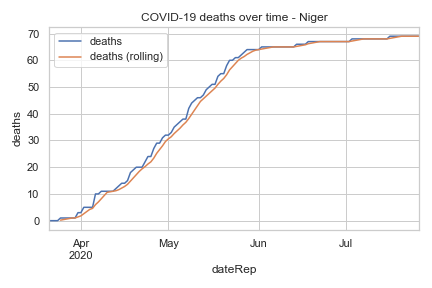 COVID-19 deaths over time - Niger
deaths
deaths (rolling)
70
60
50
40
30
20
10
0
deaths
Apr
2020
May
Jun
Jul
dateRep